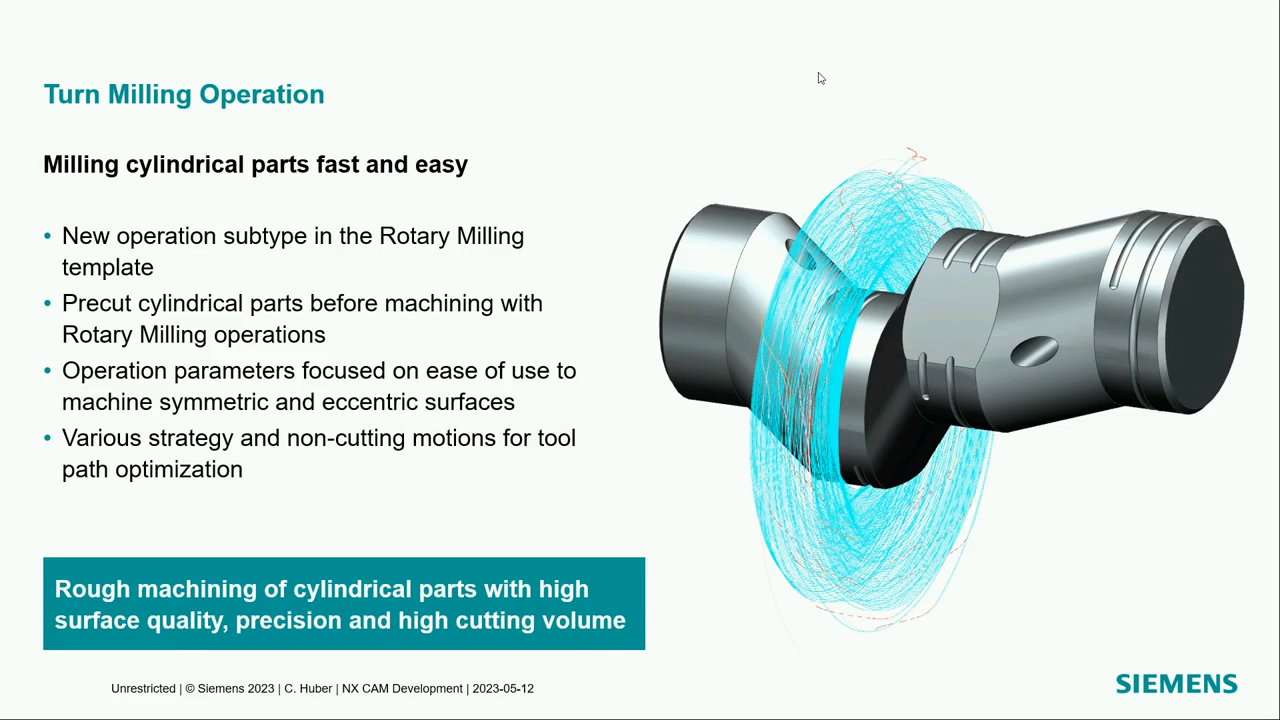 Turn Milling Operation
Milling cylindrical parts fast and easy
• New operation subtype in the Rotary Milling
template
• Precut cylindrical parts before machining with
Rotary Milling operations
• Operation parameters focused on ease of use to
machine symmetric and eccentric surfaces
• Various strategy and non-cutting motions for tool
path optimization
Rough machining of cylindrical parts with high
surface quality, precision and high cutting volume
Unrestricted | © Siemens 2023 | C. Huber | NX CAM Development | 2023-05-12
SIEMENS